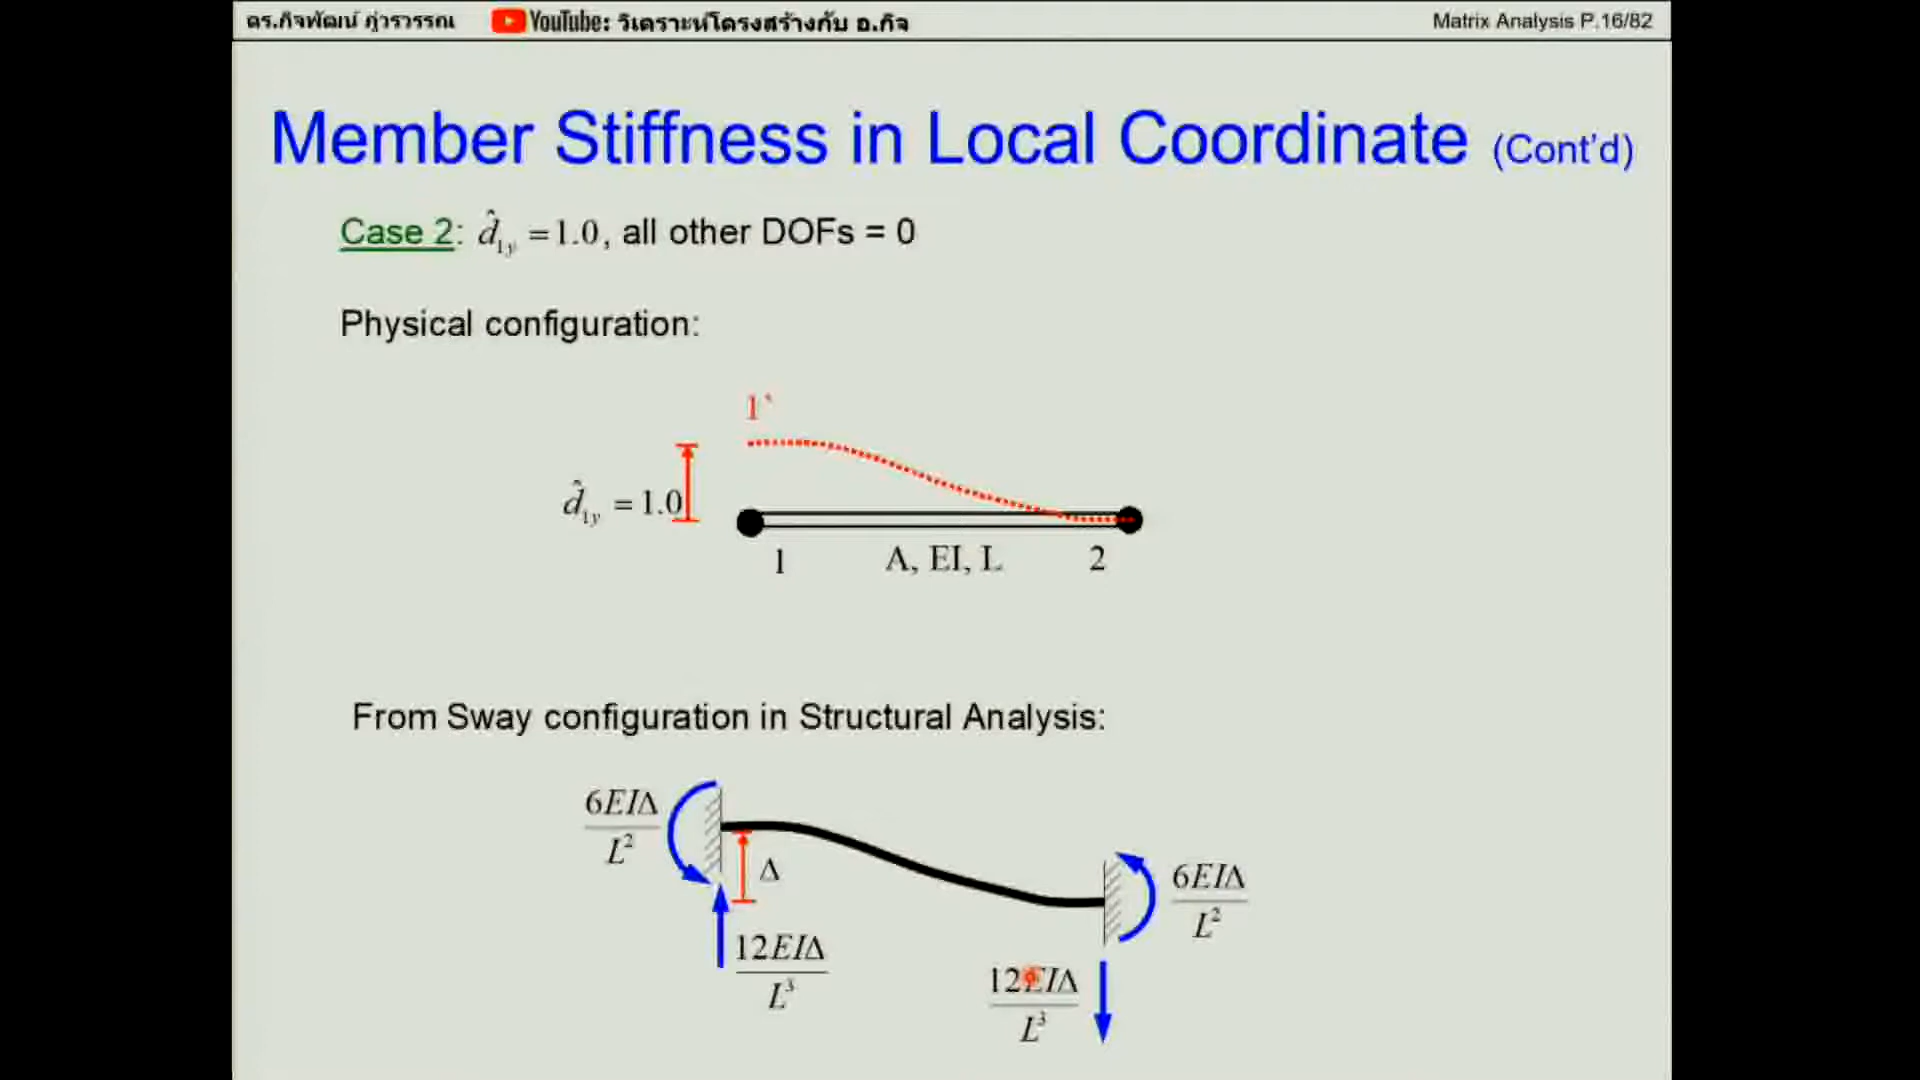 ดร.กิจพัฒน์ ภู่วรวรรณ
YouTube: วิเคราะห์โครงสร้างกับ อ.กิจ
Matrix Analysis P.16/82
Member Stiffness in Local Coordinate (Cont'd)
Case 2: d̂1y = 1.0, all other DOFs = 0
Physical configuration:
1`
d̂1y = 1.0
1 A, EI, L 2
From Sway configuration in Structural Analysis:
6EIΔ/L²
Δ
6EIΔ/L²
12EIΔ/L³
12EIΔ/L³